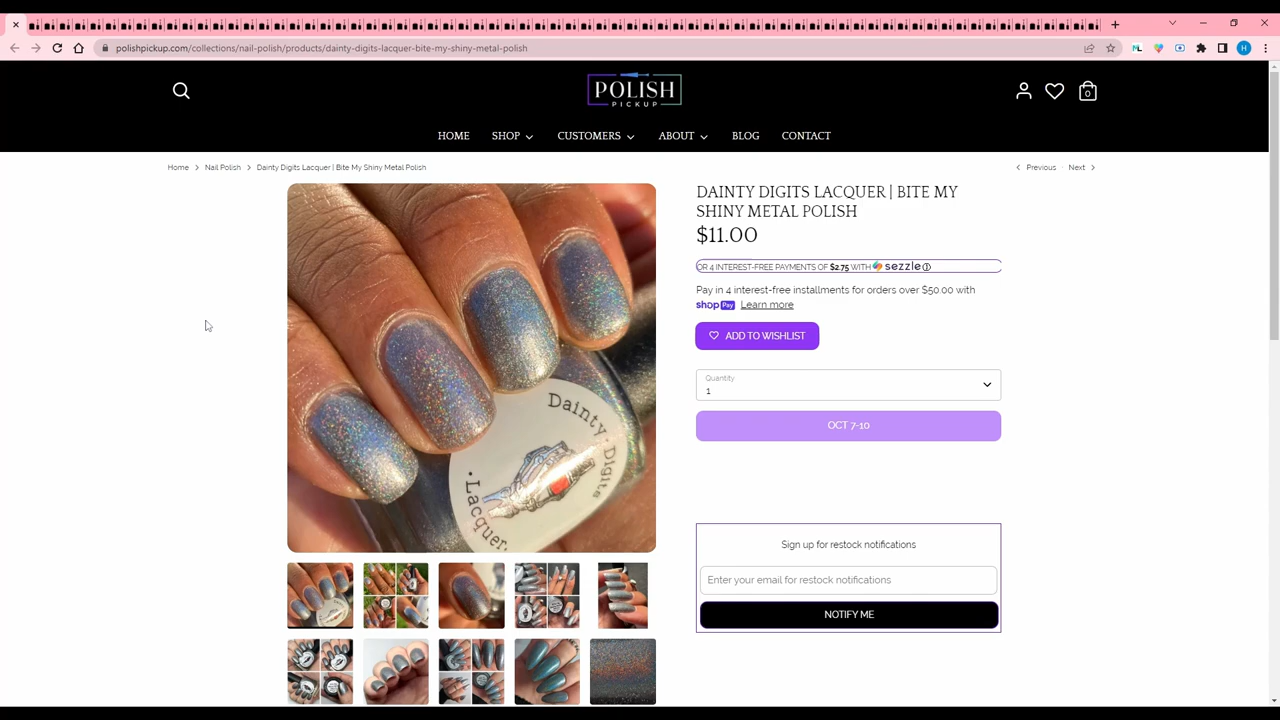 polishpickup.com/collections/nail-polish/products/dainty-digits-lacquer-bite-my-shiny-metal-polish
ML
H
POLISH
PICKUP
0
HOME SHOP CUSTOMERS ABOUT BLOG CONTACT
Home > Nail Polish > Dainty Digits Lacquer | Bite My Shiny Metal Polish
< Previous · Next >
DAINTY DIGITS LACQUER | BITE MY
SHINY METAL POLISH
$11.00
OR 4 INTEREST-FREE PAYMENTS OF $2.75 WITH sezzle
Pay in 4 interest-free installments for orders over $50.00 with
shop Pay Learn more
ADD TO WISHLIST
Quantity
1
OCT 7-10
Dainty Digits
Lacquer
Sign up for restock notifications
Enter your email for restock notifications
NOTIFY ME